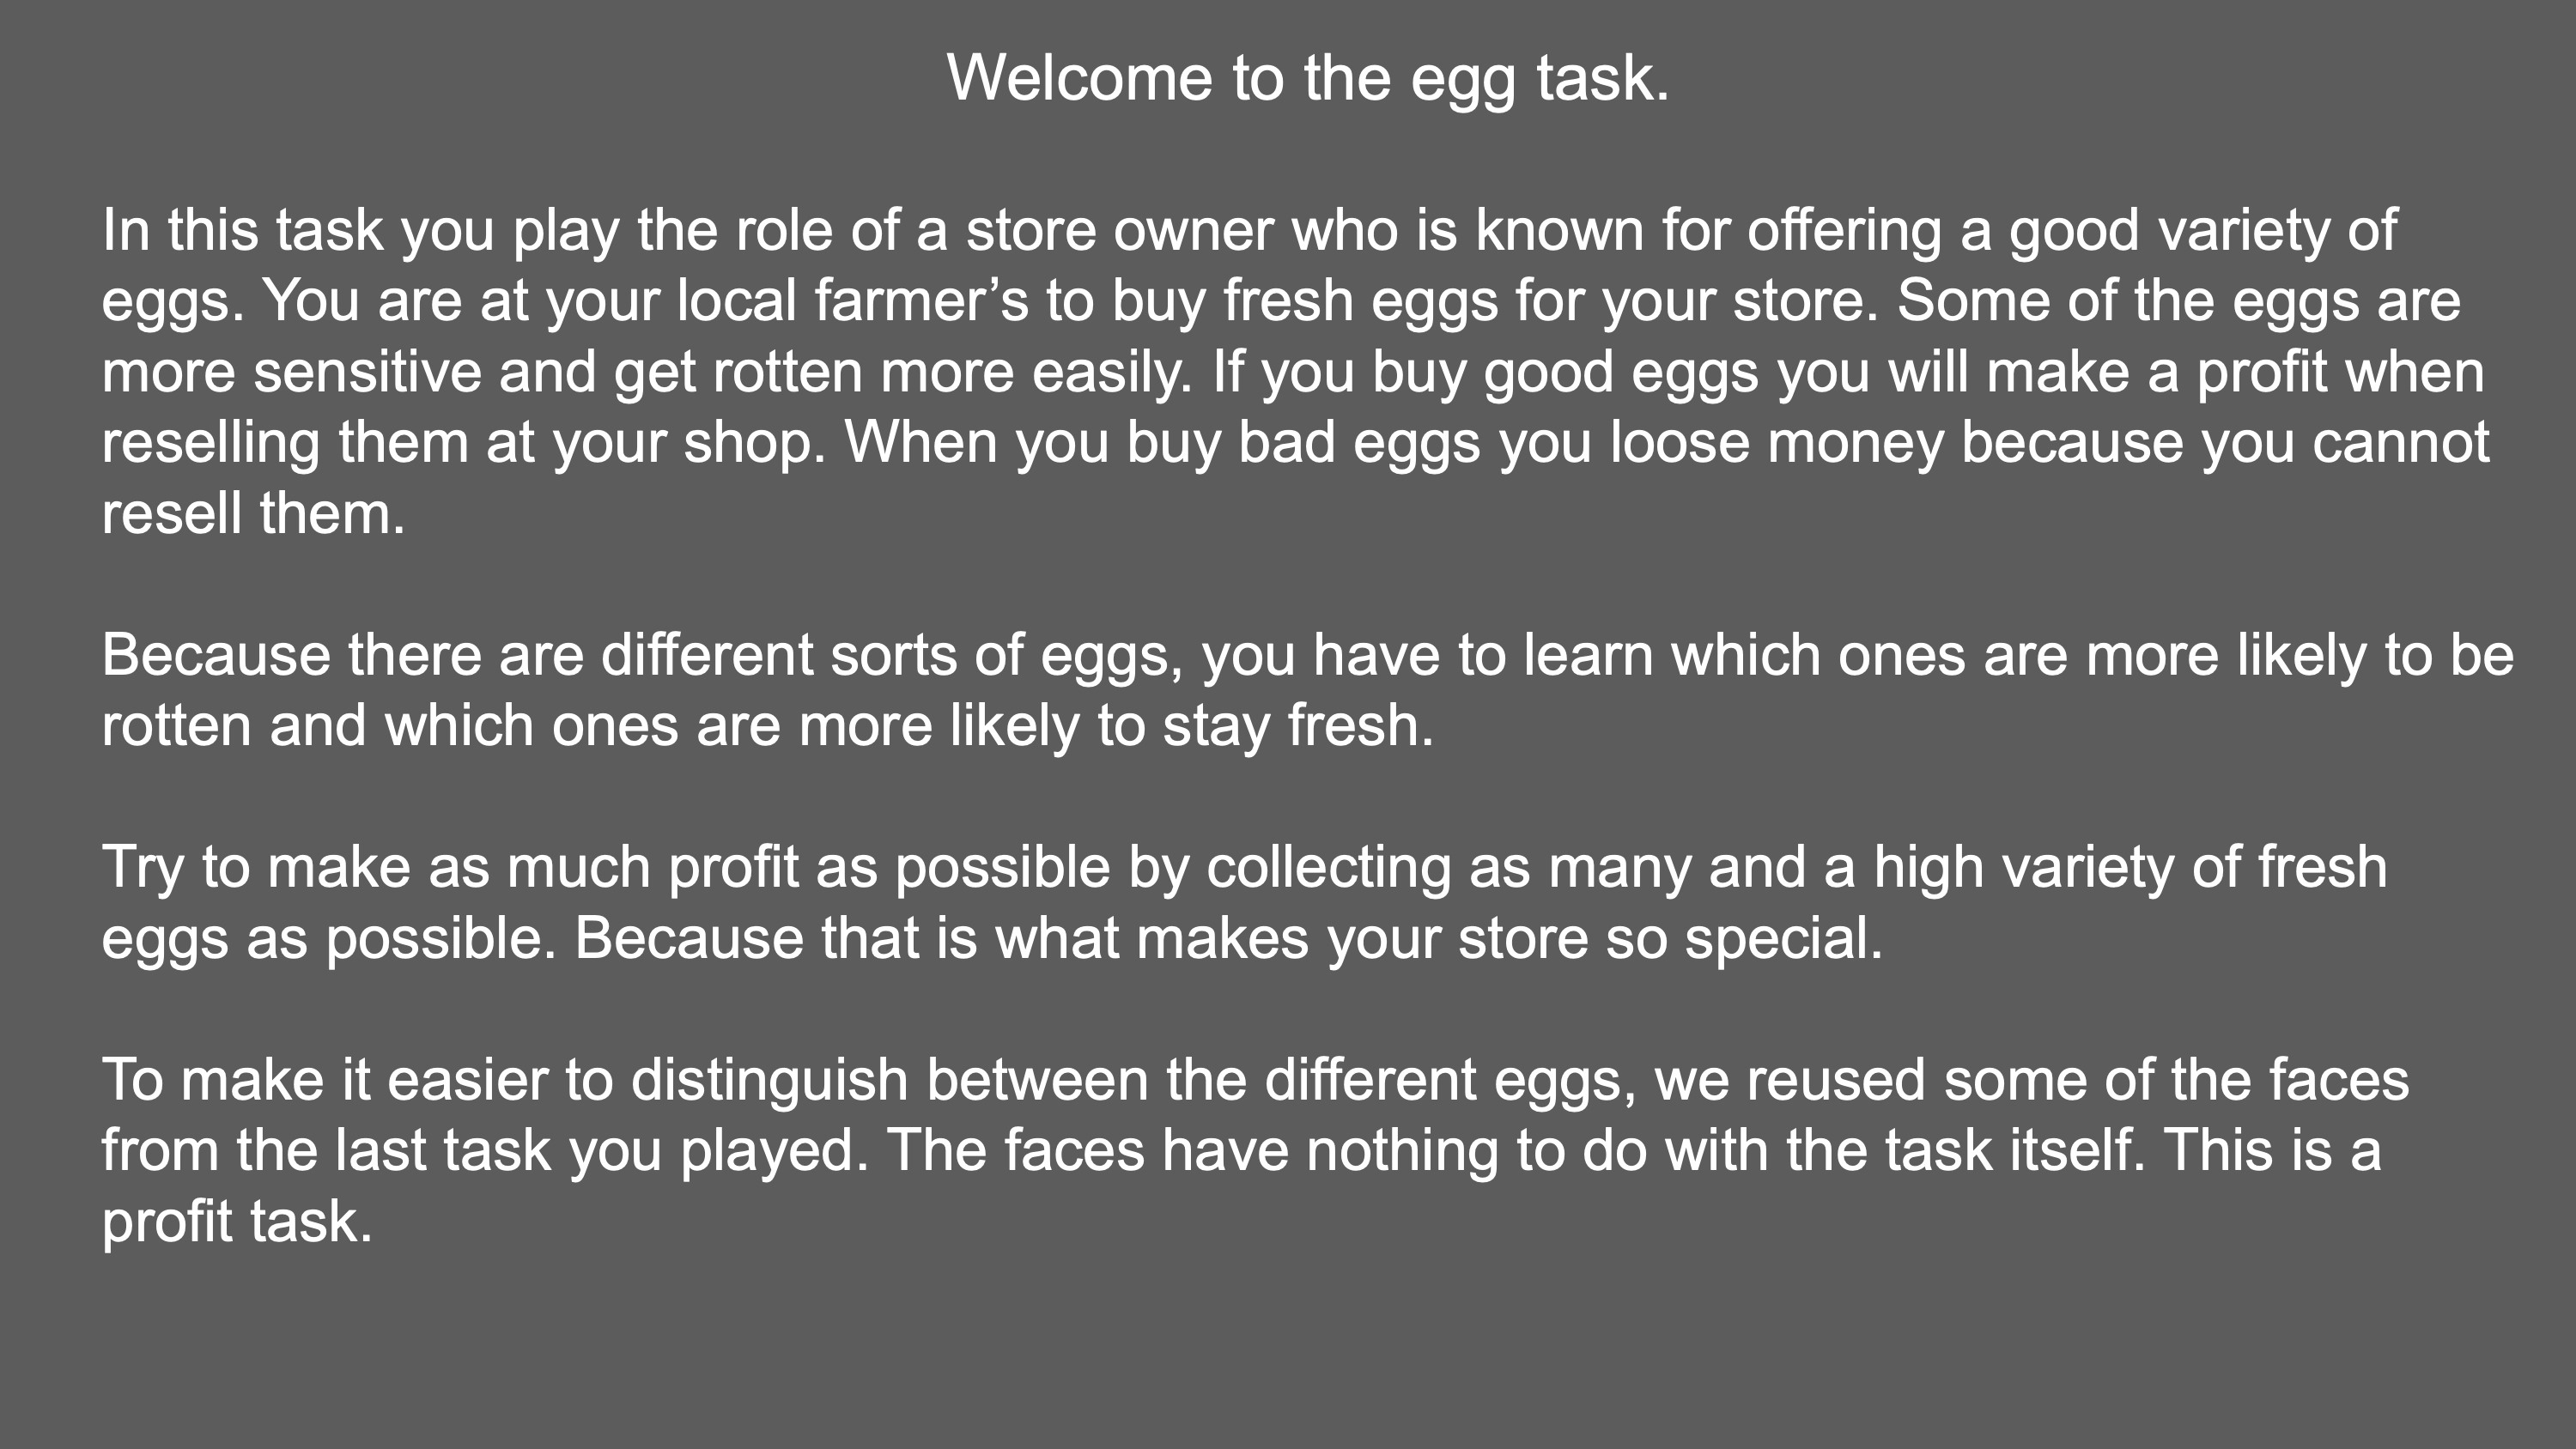 Welcome to the egg task.
In this task you play the role of a store owner who is known for offering a good variety of
eggs. You are at your local farmer’s to buy fresh eggs for your store. Some of the eggs are
more sensitive and get rotten more easily. If you buy good eggs you will make a profit when
reselling them at your shop. When you buy bad eggs you loose money because you cannot
resell them.
Because there are different sorts of eggs, you have to learn which ones are more likely to be
rotten and which ones are more likely to stay fresh.
Try to make as much profit as possible by collecting as many and a high variety of fresh
eggs as possible. Because that is what makes your store so special.
To make it easier to distinguish between the different eggs, we reused some of the faces
from the last task you played. The faces have nothing to do with the task itself. This is a
profit task.